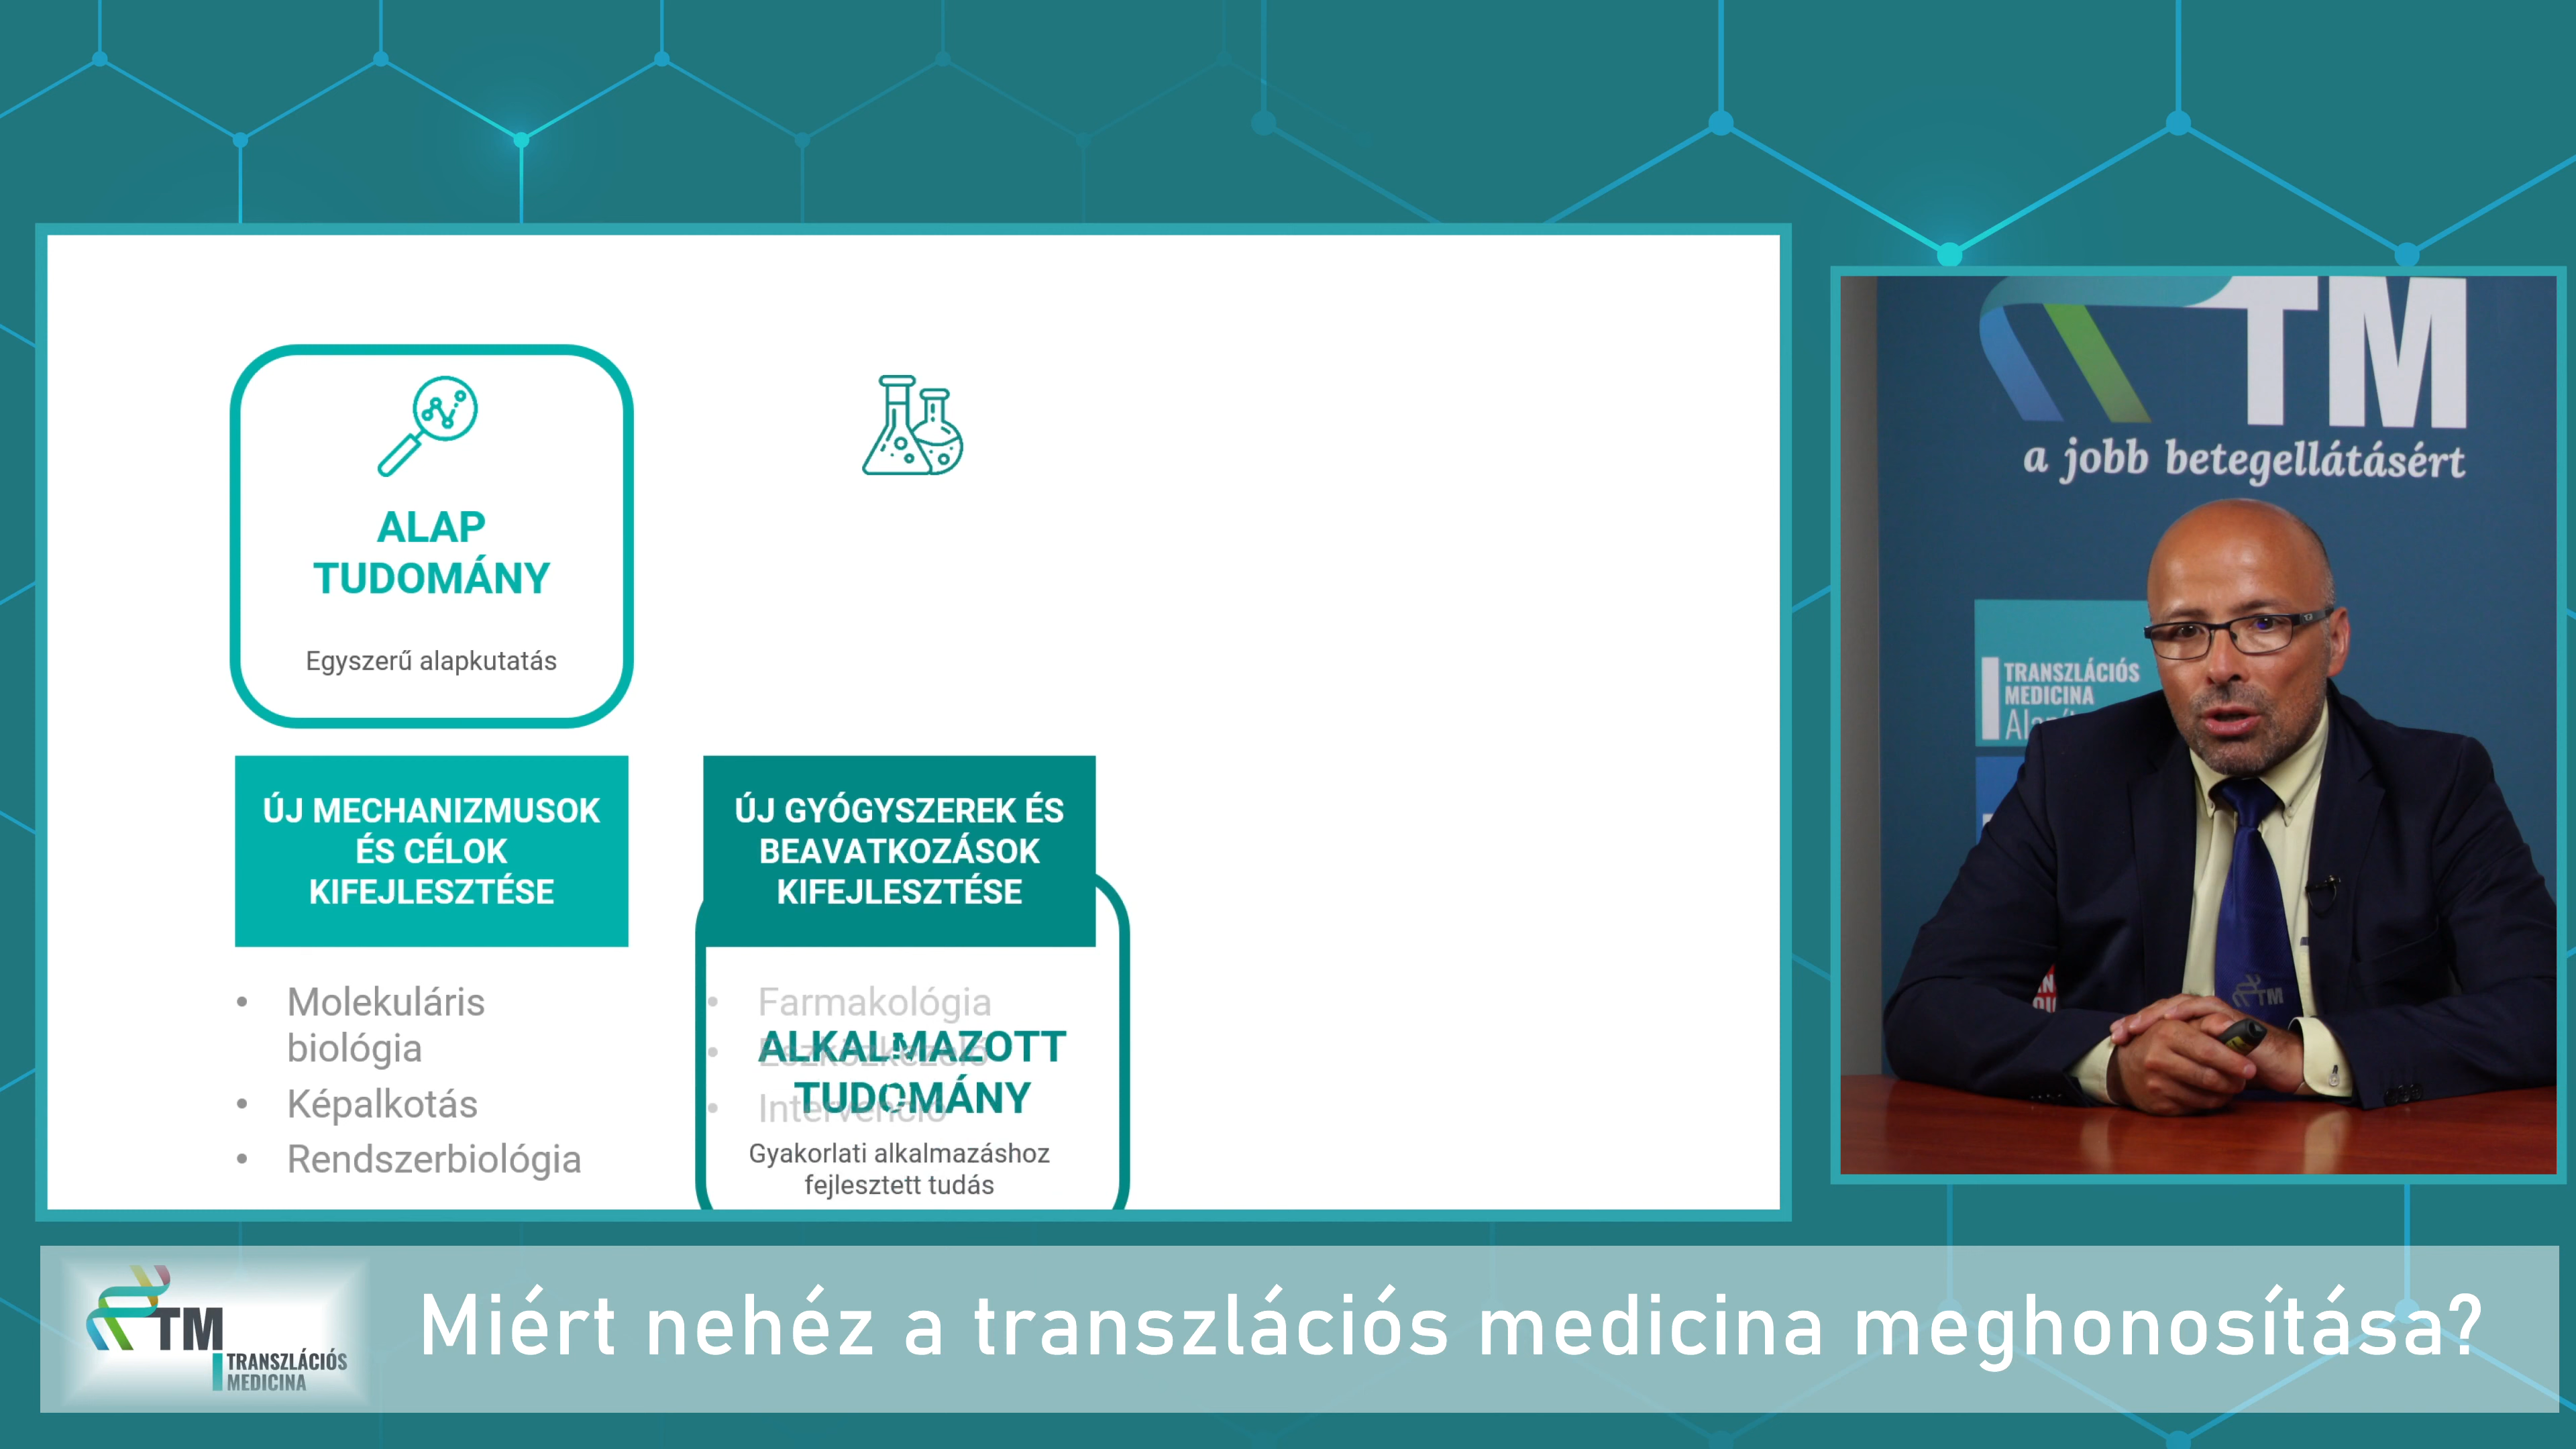 ALAP
TUDOMÁNY
Egyszerű alapkutatás
ÚJ MECHANIZMUSOK
ÉS CÉLOK
KIFEJLESZTÉSE
• Molekuláris
biológia
• Képalkotás
• Rendszerbiológia
ÚJ GYÓGYSZEREK ÉS
BEAVATKOZÁSOK
KIFEJLESZTÉSE
• Farmakológia
ALKALMAZOTT
• Intervenció
TUDOMÁNY
Gyakorlati alkalmazáshoz
fejlesztett tudás
TM
a jobb betegellátásért
TRANSZLÁCIÓS
MEDICINA
TM
TM
TRANSZLÁCIÓS
MEDICINA
Miért nehéz a transzlációs medicina meghonosítása?